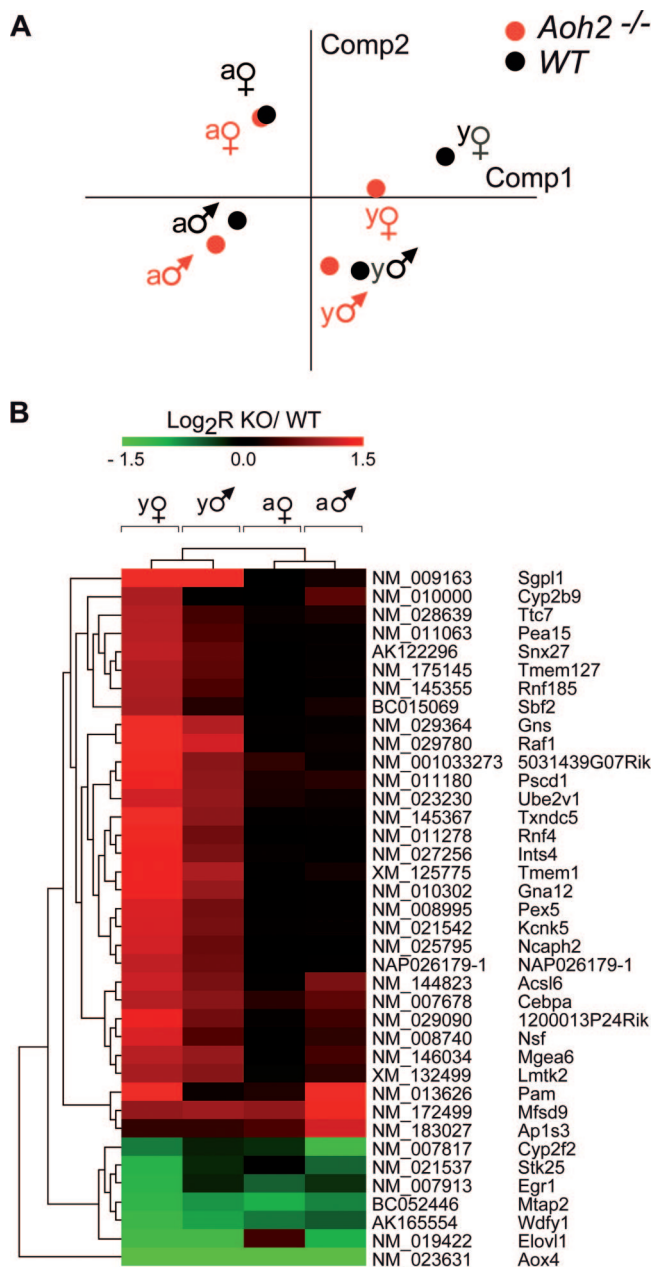 A
Comp2
Aoh2 -/-
WT
a♀
a♀
y♀
Comp1
a♂
y♀
a♂
y♂
y♂
B
Log2R KO/ WT
- 1.5 0.0 1.5
y♀ y♂ a♀ a♂
NM_009163 Sgpl1
NM_010000 Cyp2b9
NM_028639 Ttc7
NM_011063 Pea15
AK122296 Snx27
NM_175145 Tmem127
NM_145355 Rnf185
BC015069 Sbf2
NM_029364 Gns
NM_029780 Raf1
NM_001033273 5031439G07Rik
NM_011180 Pscd1
NM_023230 Ube2v1
NM_145367 Txndc5
NM_011278 Rnf4
NM_027256 Ints4
XM_125775 Tmem1
NM_010302 Gna12
NM_008995 Pex5
NM_021542 Kcnk5
NM_025795 Ncaph2
NAP026179-1 NAP026179-1
NM_144823 Acsl6
NM_007678 Cebpa
NM_029090 1200013P24Rik
NM_008740 Nsf
NM_146034 Mgea6
XM_132499 Lmtk2
NM_013626 Pam
NM_172499 Mfsd9
NM_183027 Ap1s3
NM_007817 Cyp2f2
NM_021537 Stk25
NM_007913 Egr1
BC052446 Mtap2
AK165554 Wdfy1
NM_019422 Elovl1
NM_023631 Aox4